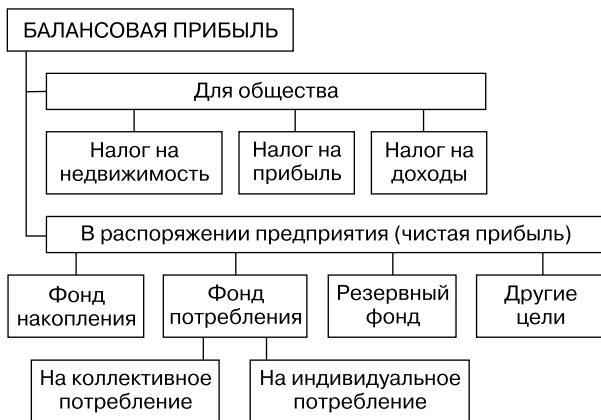 БАЛАНСОВАЯ ПРИБЫЛЬ
Для общества
Налог на
недвижимость
Налог на
прибыль
Налог на
доходы
В распоряжении предприятия (чистая прибыль)
Фонд
накопления
Фонд
потребления
Резервный
фонд
Другие
цели
На коллективное
потребление
На индивидуальное
потребление